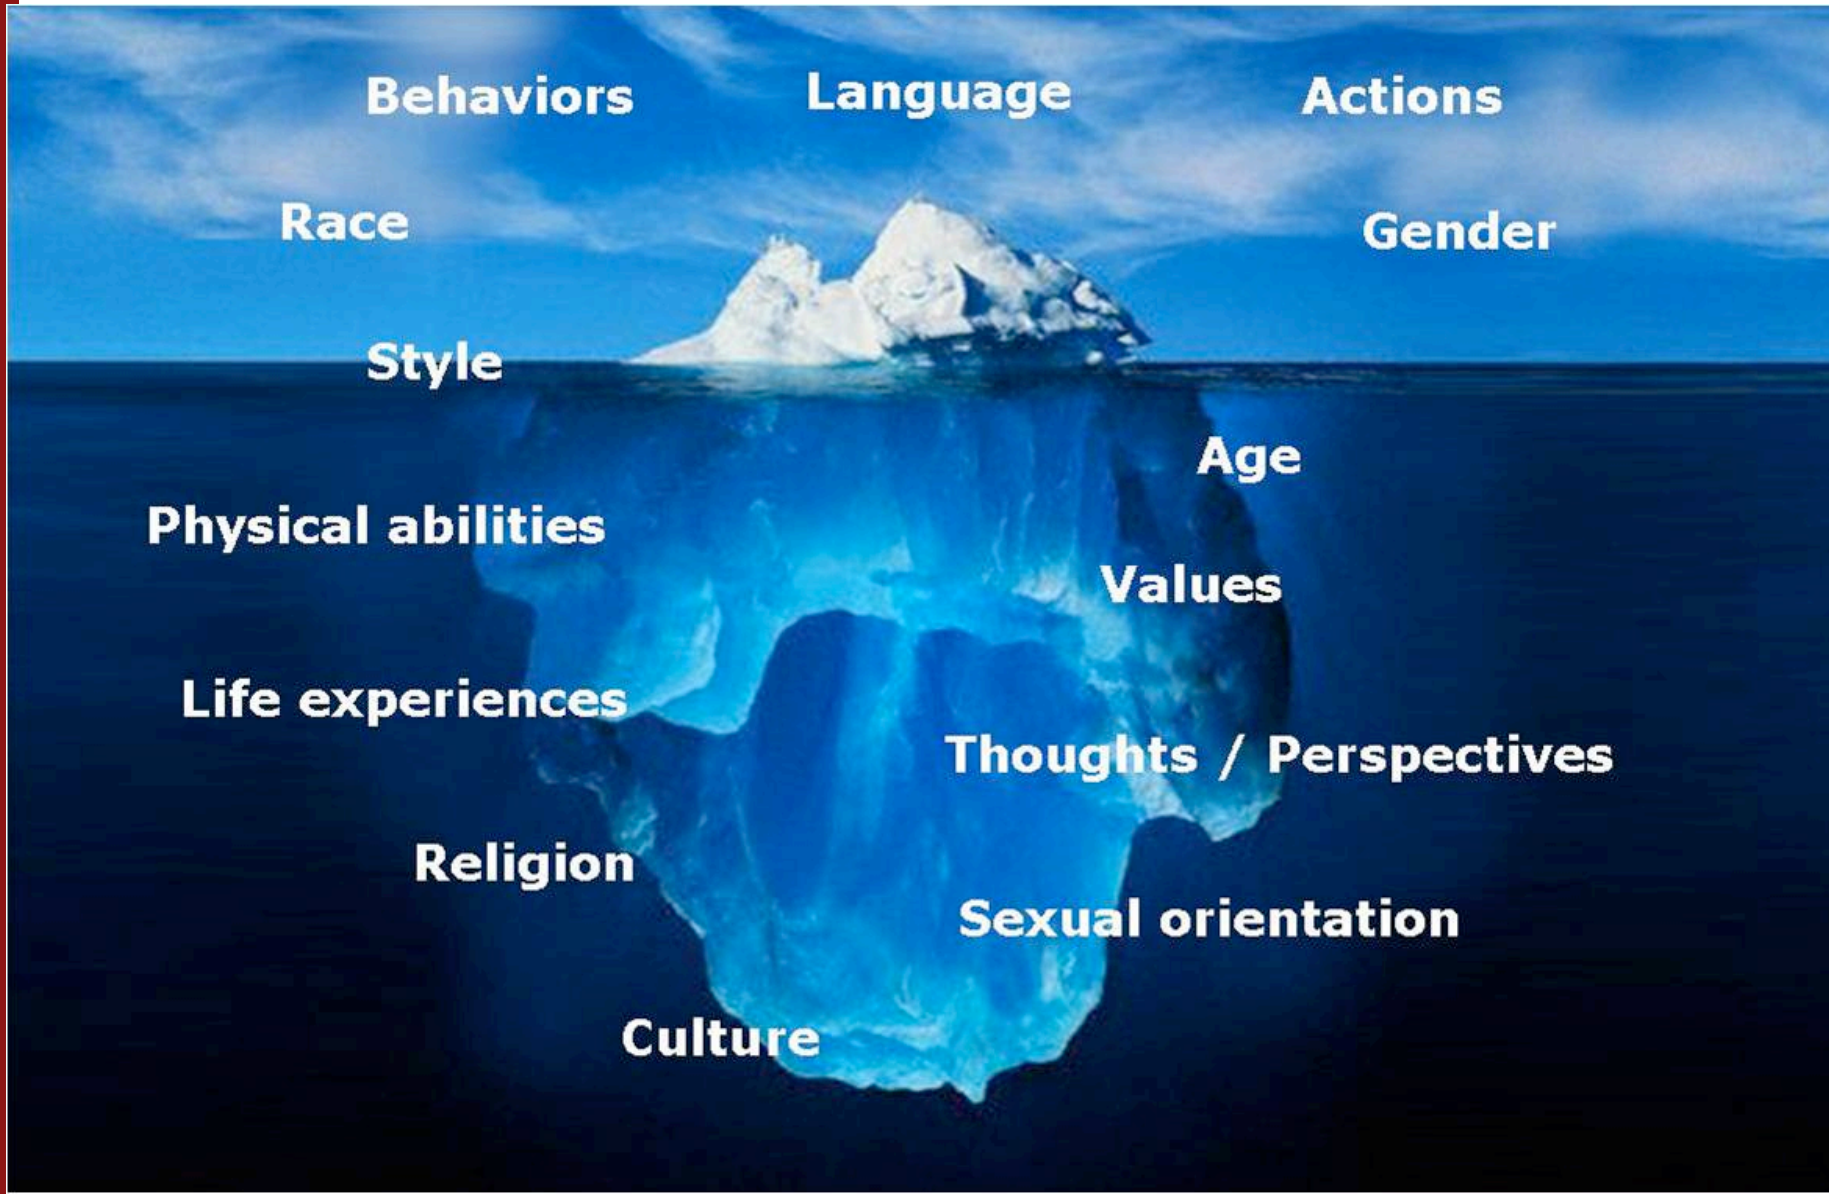 Behaviors Language Actions
Race Gender
Style
Age
Physical abilities
Values
Life experiences
Thoughts / Perspectives
Religion
Sexual orientation
Culture